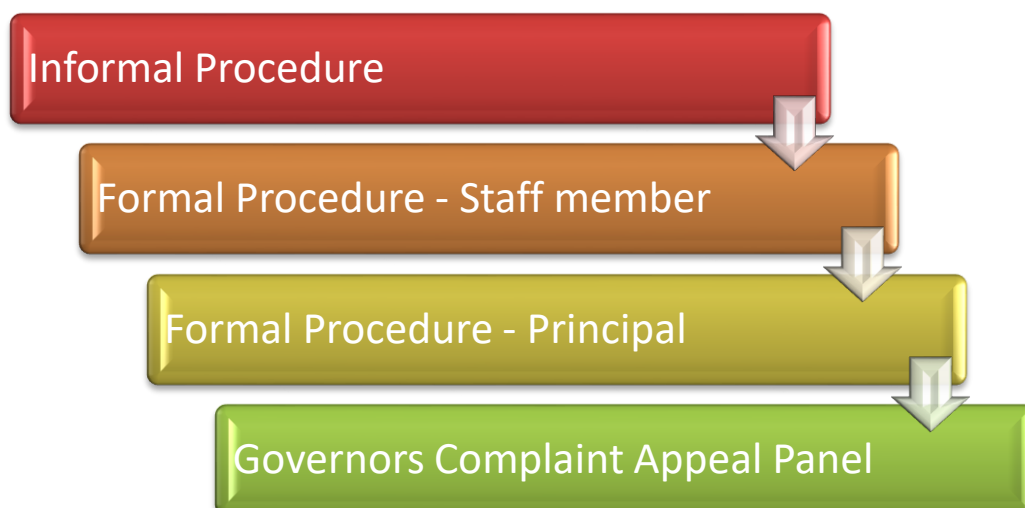 Informal Procedure
Formal Procedure - Staff member
Formal Procedure - Principal
Governors Complaint Appeal Panel